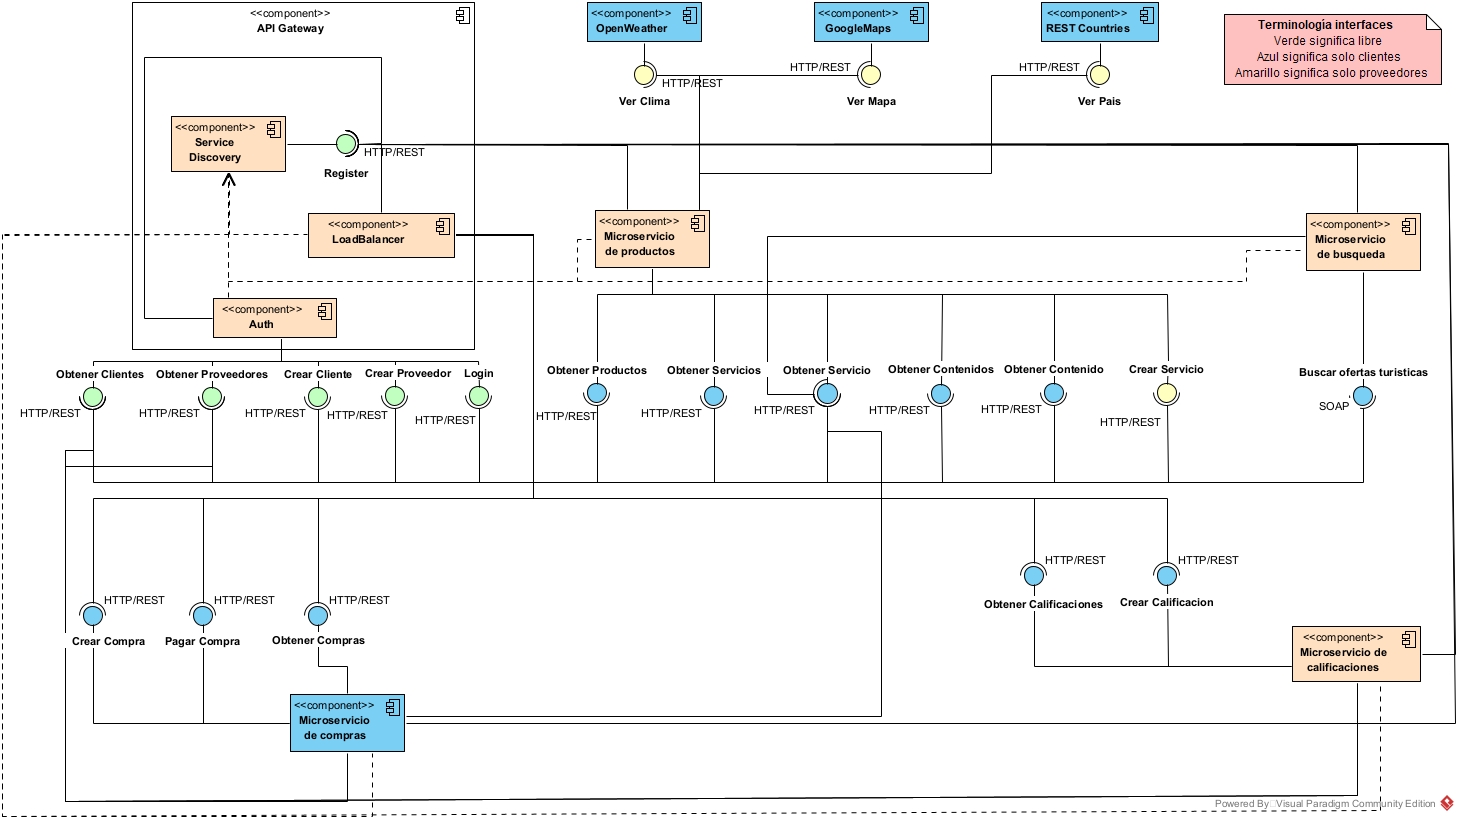 <<component>>
API Gateway
<<component>>
OpenWeather
<<component>>
GoogleMaps
<<component>>
REST Countries
Terminología interfaces
Verde significa libre
Azul significa solo clientes
Amarillo significa solo proveedores
HTTP/REST
Ver Clima
HTTP/REST
Ver Mapa
HTTP/REST
Ver Pais
<<component>>
Service
Discovery
HTTP/REST
Register
<<component>>
LoadBalancer
<<component>>
Microservicio
de productos
<<component>>
Microservicio
de busqueda
<<component>>
Auth
Obtener Clientes
HTTP/REST
Obtener Proveedores
HTTP/REST
Crear Cliente
HTTP/REST
Crear Proveedor
HTTP/REST
Login
HTTP/REST
Obtener Productos
HTTP/REST
Obtener Servicios
HTTP/REST
Obtener Servicio
HTTP/REST
Obtener Contenidos
HTTP/REST
Obtener Contenido
HTTP/REST
Crear Servicio
HTTP/REST
Buscar ofertas turisticas
SOAP
HTTP/REST
Crear Compra
HTTP/REST
Pagar Compra
HTTP/REST
Obtener Compras
HTTP/REST
Obtener Calificaciones
HTTP/REST
Crear Calificacion
<<component>>
Microservicio de
calificaciones
<<component>>
Microservicio
de compras
Powered By Visual Paradigm Community Edition